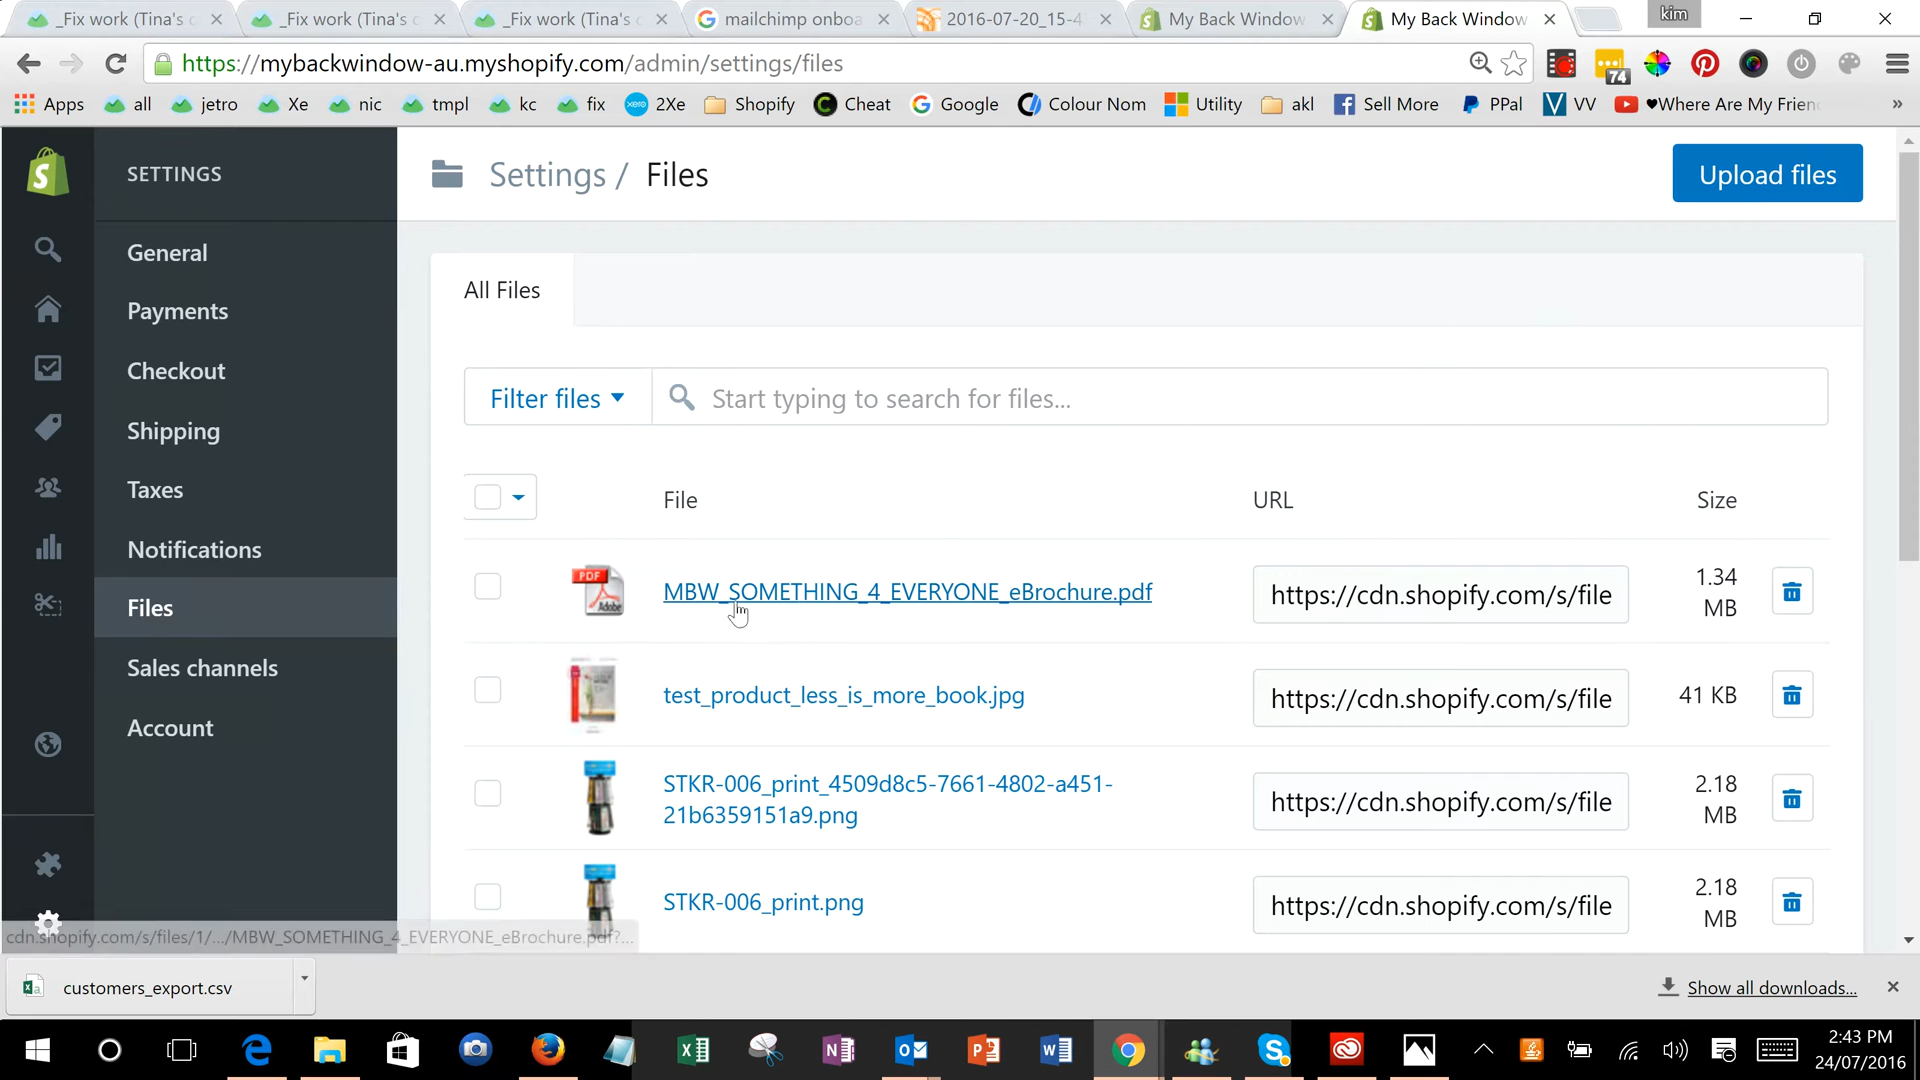 _Fix work (Tina's c
_Fix work (Tina's c
_Fix work (Tina's c
mailchimp onboa
2016-07-20_15-4
My Back Window
My Back Window
kim
https://mybackwindow-au.myshopify.com/admin/settings/files
74
Apps all jetro Xe nic tmpl kc fix 2Xe Shopify Cheat Google Colour Nom Utility akl Sell More PPal VV ♥Where Are My Frien »
SETTINGS
General
Payments
Checkout
Shipping
Taxes
Notifications
Files
Sales channels
Account
Settings / Files
Upload files
All Files
Filter files
Start typing to search for files...
File URL Size
PDF
Adobe
MBW_SOMETHING_4_EVERYONE_eBrochure.pdf
https://cdn.shopify.com/s/file
1.34
MB
test_product_less_is_more_book.jpg
https://cdn.shopify.com/s/file
41 KB
STKR-006_print_4509d8c5-7661-4802-a451-
21b6359151a9.png
https://cdn.shopify.com/s/file
2.18
MB
STKR-006_print.png
https://cdn.shopify.com/s/file
2.18
MB
cdn.shopify.com/s/files/1/.../MBW_SOMETHING_4_EVERYONE_eBrochure.pdf?...
customers_export.csv
Show all downloads...
2:43 PM
24/07/2016